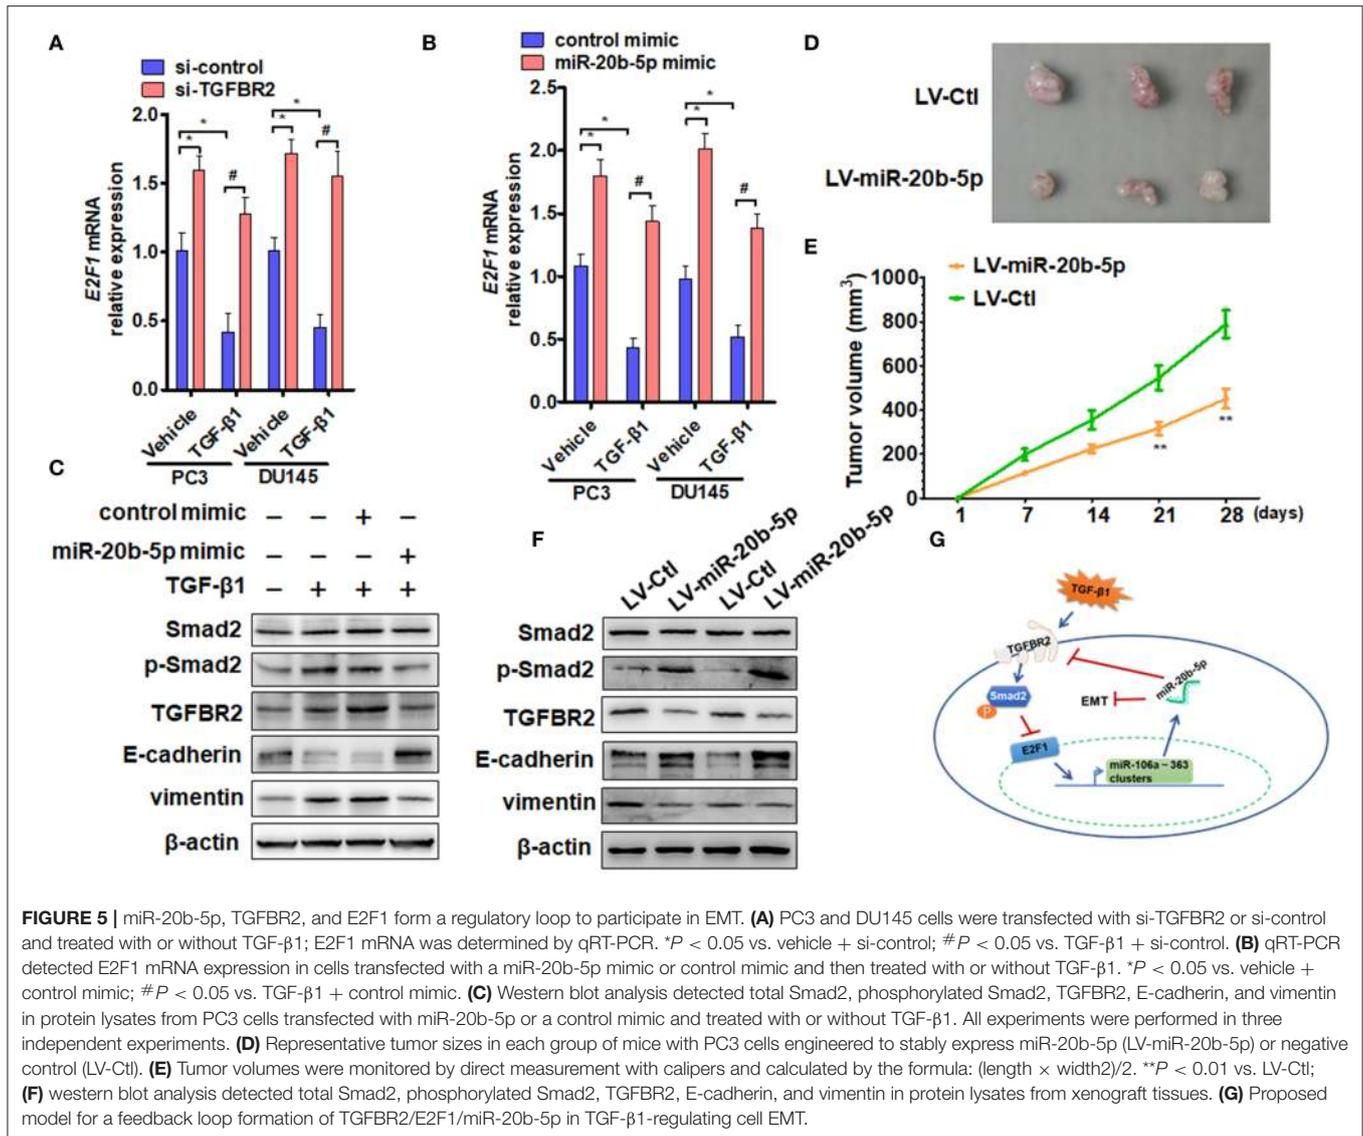 A
si-control
si-TGFBR2
E2F1 mRNA
relative expression
2.0
1.5
1.0
0.5
0.0
*
*
#
*
*
#
Vehicle
TGF-β1
Vehicle
TGF-β1
PC3
DU145
B
control mimic
miR-20b-5p mimic
E2F1 mRNA
relative expression
2.5
2.0
1.5
1.0
0.5
0.0
*
*
#
*
*
#
Vehicle
TGF-β1
Vehicle
TGF-β1
PC3
DU145
D
LV-Ctl
LV-miR-20b-5p
E
LV-miR-20b-5p
LV-Ctl
Tumor volume (mm3)
1000
800
600
400
200
0
**
**
1 7 14 21 28 (days)
C
control mimic − − + −
miR-20b-5p mimic − − − +
TGF-β1 − + + +
Smad2
p-Smad2
TGFBR2
E-cadherin
vimentin
β-actin
F
LV-Ctl
LV-miR-20b-5p
LV-Ctl
LV-miR-20b-5p
Smad2
p-Smad2
TGFBR2
E-cadherin
vimentin
β-actin
G
TGF-β1
TGFBR2
miR-20b-5p
Smad2
P
EMT
E2F1
miR-106a~363
clusters
FIGURE 5 | miR-20b-5p, TGFBR2, and E2F1 form a regulatory loop to participate in EMT. (A) PC3 and DU145 cells were transfected with si-TGFBR2 or si-control
and treated with or without TGF-β1; E2F1 mRNA was determined by qRT-PCR. *P < 0.05 vs. vehicle + si-control; #P < 0.05 vs. TGF-β1 + si-control. (B) qRT-PCR
detected E2F1 mRNA expression in cells transfected with a miR-20b-5p mimic or control mimic and then treated with or without TGF-β1. *P < 0.05 vs. vehicle +
control mimic; #P < 0.05 vs. TGF-β1 + control mimic. (C) Western blot analysis detected total Smad2, phosphorylated Smad2, TGFBR2, E-cadherin, and vimentin
in protein lysates from PC3 cells transfected with miR-20b-5p or a control mimic and treated with or without TGF-β1. All experiments were performed in three
independent experiments. (D) Representative tumor sizes in each group of mice with PC3 cells engineered to stably express miR-20b-5p (LV-miR-20b-5p) or negative
control (LV-Ctl). (E) Tumor volumes were monitored by direct measurement with calipers and calculated by the formula: (length × width2)/2. **P < 0.01 vs. LV-Ctl;
(F) western blot analysis detected total Smad2, phosphorylated Smad2, TGFBR2, E-cadherin, and vimentin in protein lysates from xenograft tissues. (G) Proposed
model for a feedback loop formation of TGFBR2/E2F1/miR-20b-5p in TGF-β1-regulating cell EMT.